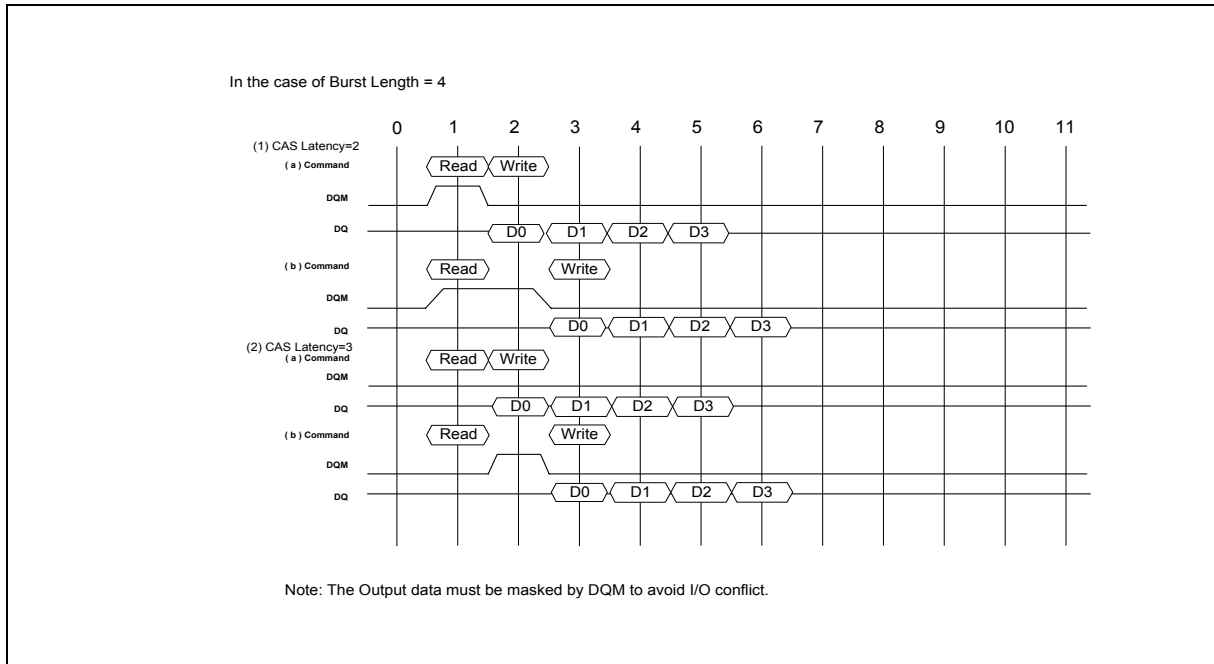 In the case of Burst Length = 4
0 1 2 3 4 5 6 7 8 9 10 11
(1) CAS Latency=2
( a ) Command Read Write
DQM
DQ D0 D1 D2 D3
( b ) Command Read Write
DQM
DQ D0 D1 D2 D3
(2) CAS Latency=3
( a ) Command Read Write
DQM
DQ D0 D1 D2 D3
( b ) Command Read Write
DQM
DQ D0 D1 D2 D3
Note: The Output data must be masked by DQM to avoid I/O conflict.